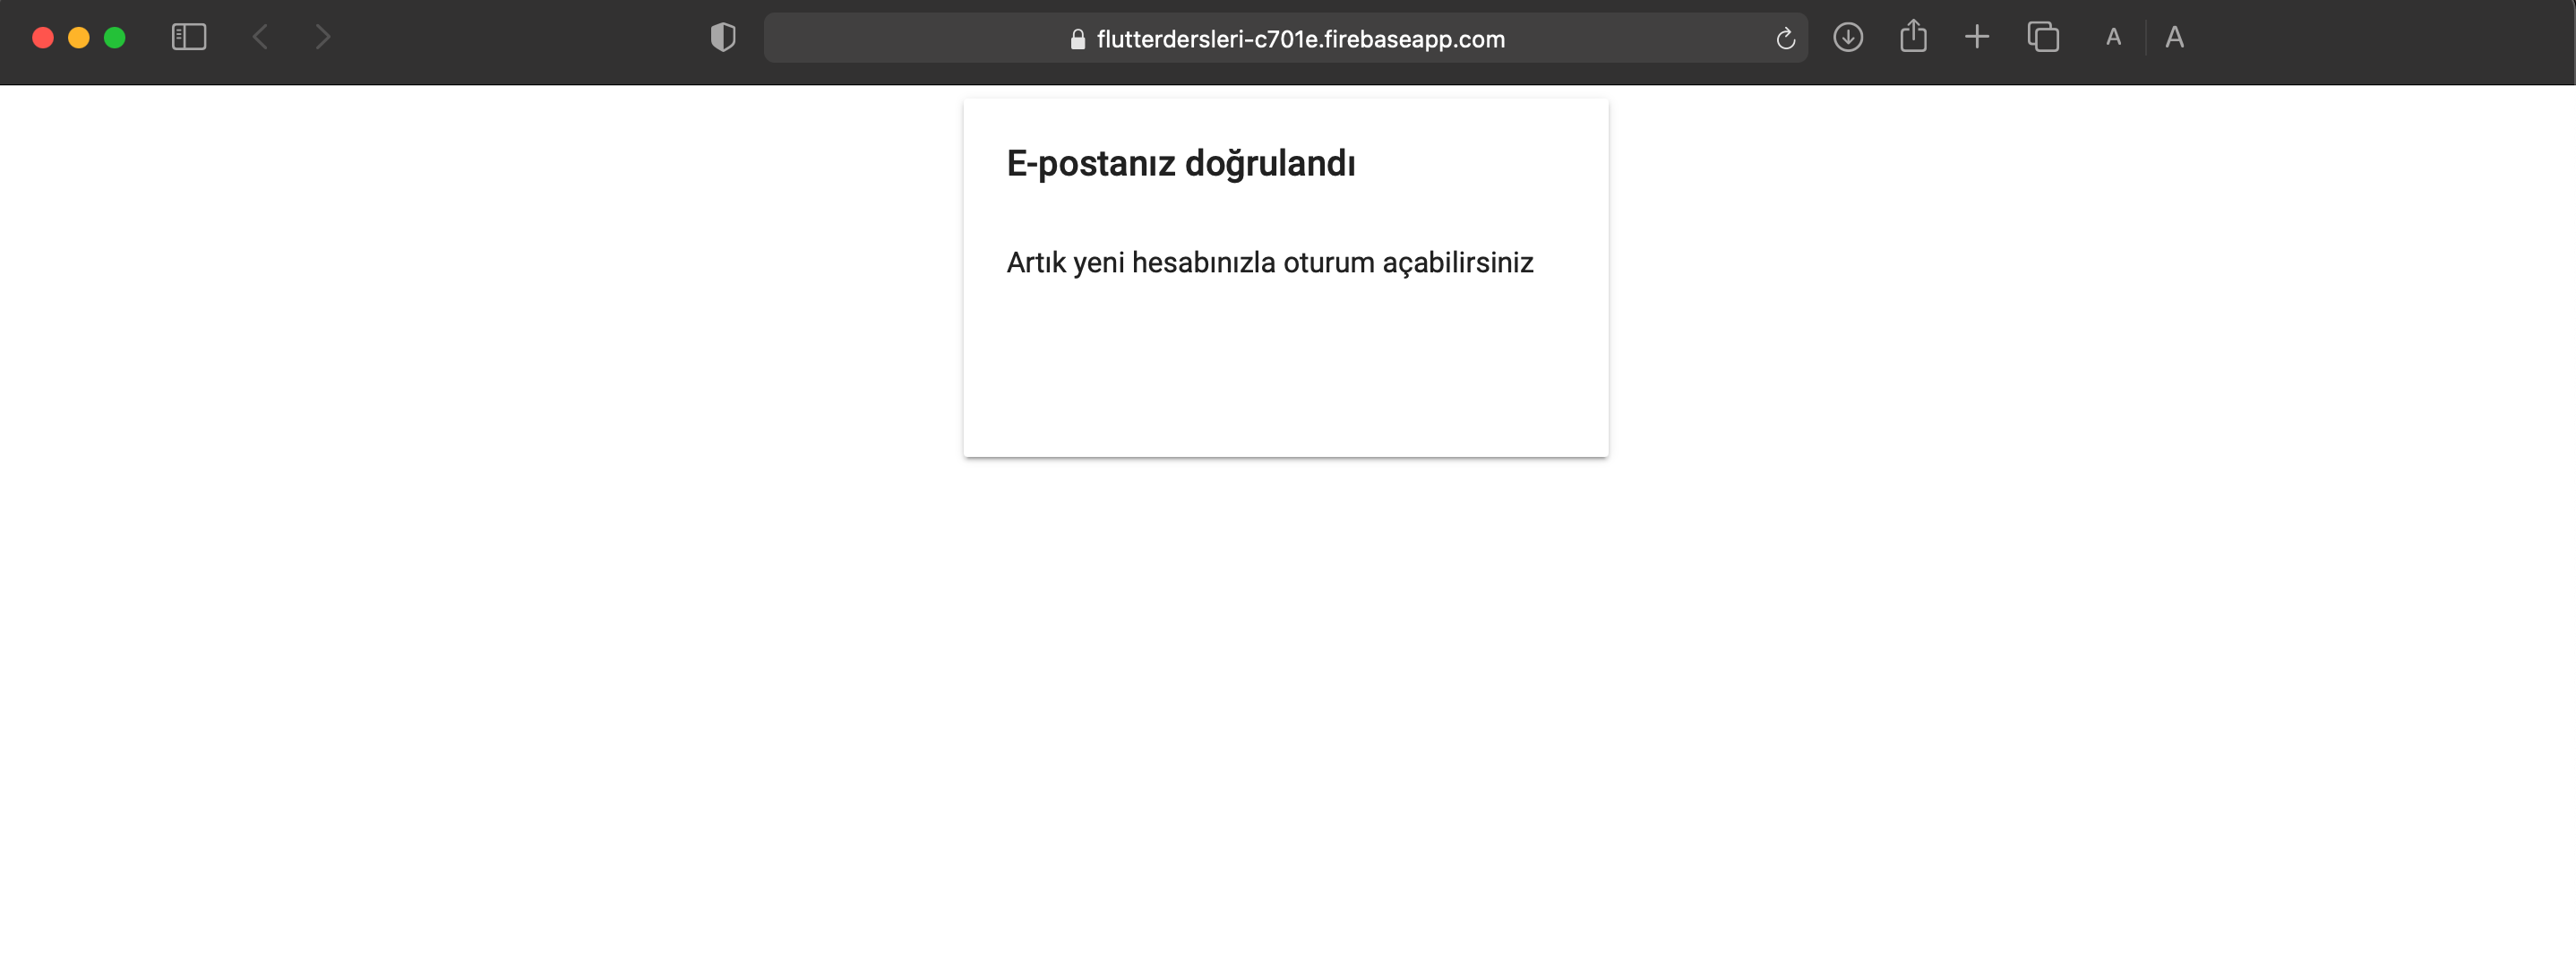 flutterdersleri-c701e.firebaseapp.com
A A
E-postanız doğrulandı
Artık yeni hesabınızla oturum açabilirsiniz